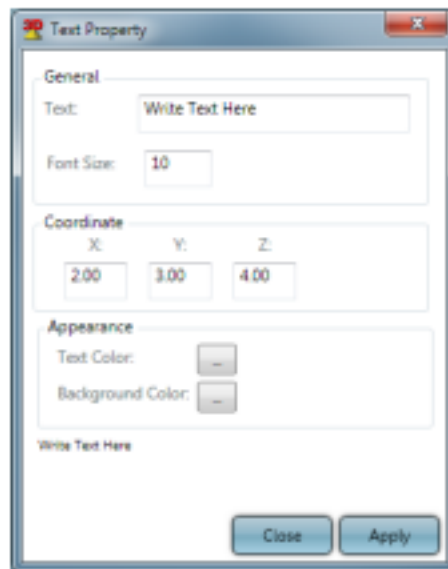 3D Text Property
General
Text: Write Text Here
Font Size: 10
Coordinate
X: Y: Z:
2.00 3.00 4.00
Appearance
Text Color: ...
Background Color: ...
Write Text Here
Close Apply